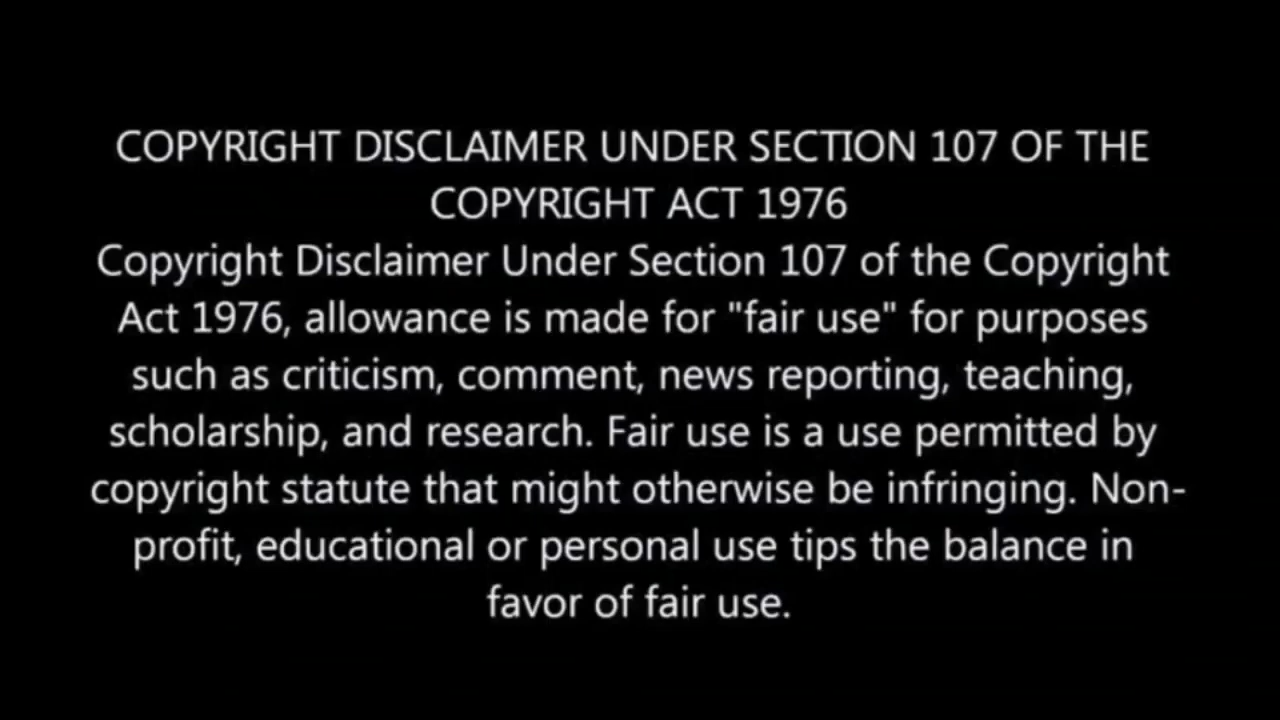 COPYRIGHT DISCLAIMER UNDER SECTION 107 OF THE
COPYRIGHT ACT 1976
Copyright Disclaimer Under Section 107 of the Copyright
Act 1976, allowance is made for "fair use" for purposes
such as criticism, comment, news reporting, teaching,
scholarship, and research. Fair use is a use permitted by
copyright statute that might otherwise be infringing. Non-
profit, educational or personal use tips the balance in
favor of fair use.